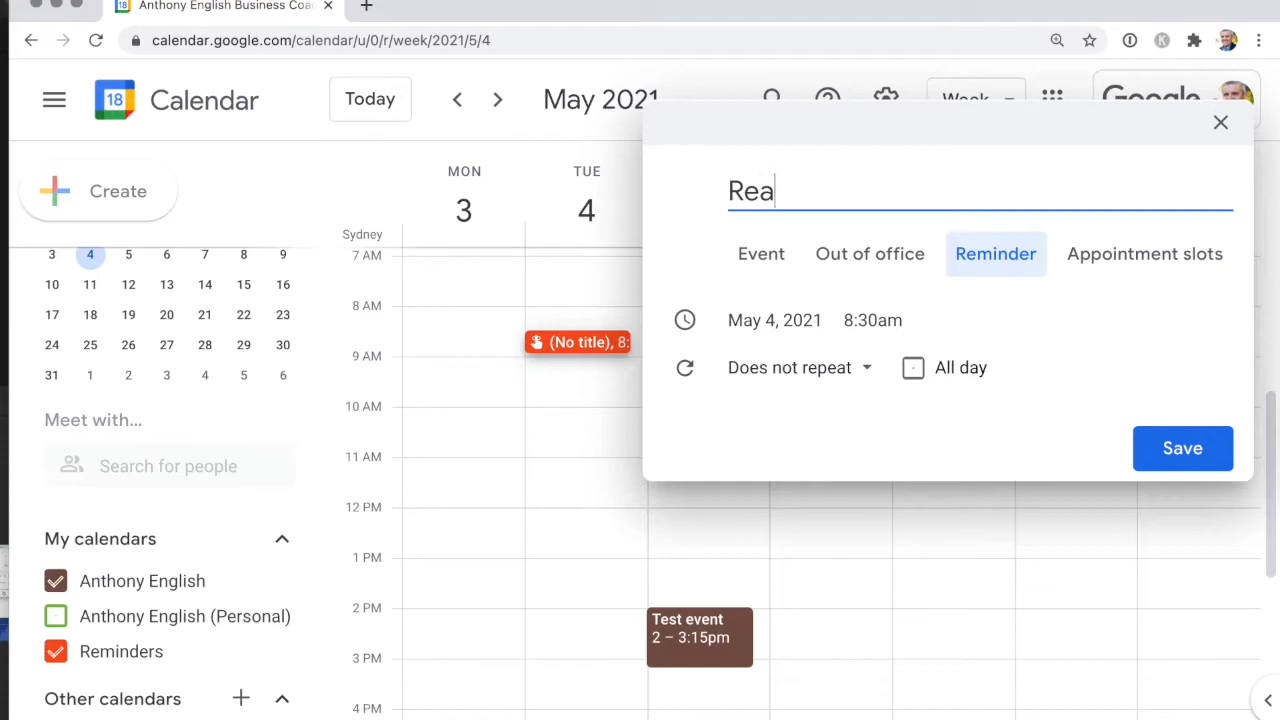 Anthony English Business Coa
calendar.google.com/calendar/u/0/r/week/2021/5/4
18 Calendar Today May 2021 Week Google
Create
MON TUE
3 4
Sydney
3 4 5 6 7 8 9
10 11 12 13 14 15 16
17 18 19 20 21 22 23
24 25 26 27 28 29 30
31 1 2 3 4 5 6
7 AM
8 AM
(No title), 8:
9 AM
10 AM
11 AM
12 PM
1 PM
2 PM
3 PM
4 PM
Rea
Event Out of office Reminder Appointment slots
May 4, 2021 8:30am
Does not repeat All day
Save
Meet with...
Search for people
My calendars
Anthony English
Anthony English (Personal)
Reminders
Other calendars
Test event
2 – 3:15pm